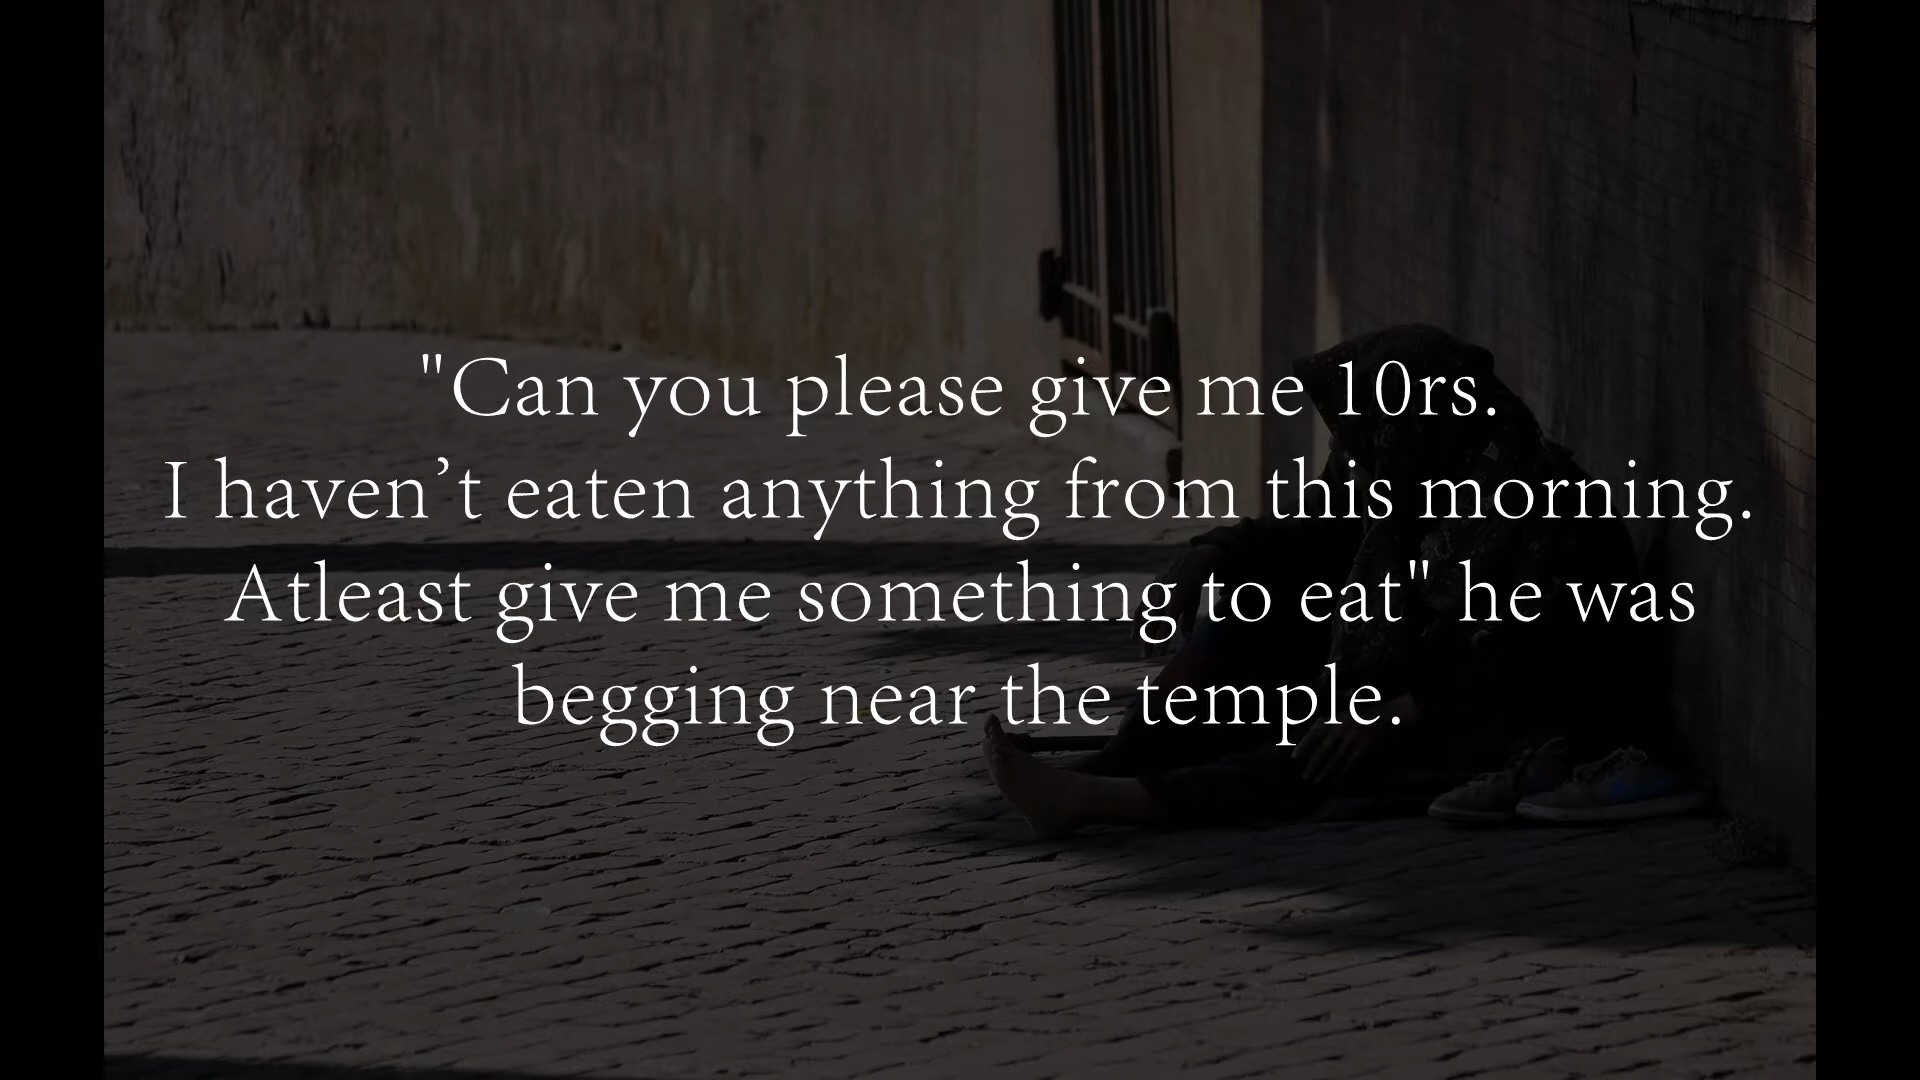 "Can you please give me 10rs.
I haven’t eaten anything from this morning.
Atleast give me something to eat" he was
begging near the temple.